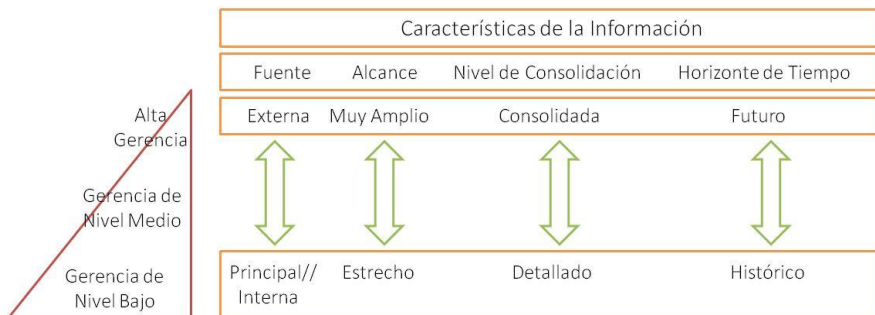 Características de la Información
Fuente Alcance Nivel de Consolidación Horizonte de Tiempo
Alta
Gerencia
Externa Muy Amplio Consolidada Futuro
Gerencia de
Nivel Medio
Gerencia de
Nivel Bajo
Principal//
Interna
Estrecho Detallado Histórico